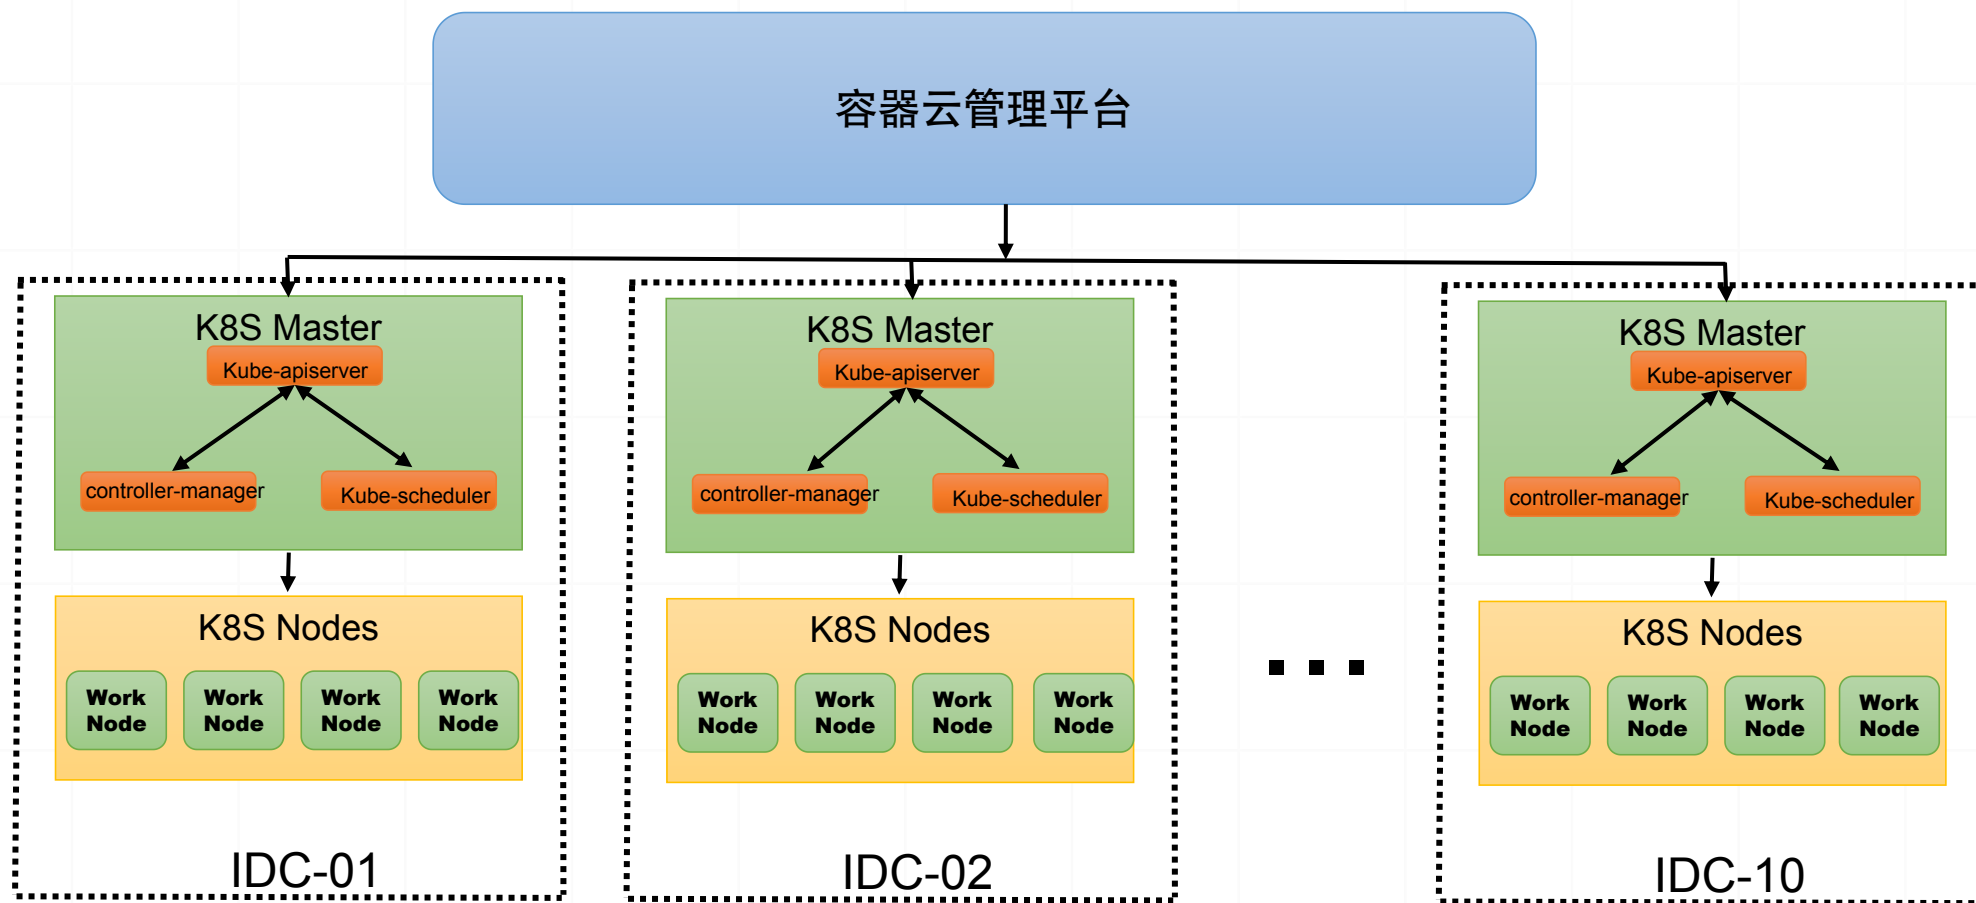 容器云管理平台
K8S Master
Kube-apiserver
controller-manager
Kube-scheduler
K8S Nodes
Work
Node
Work
Node
Work
Node
Work
Node
IDC-01
K8S Master
Kube-apiserver
controller-manager
Kube-scheduler
K8S Nodes
Work
Node
Work
Node
Work
Node
Work
Node
IDC-02
K8S Master
Kube-apiserver
controller-manager
Kube-scheduler
K8S Nodes
Work
Node
Work
Node
Work
Node
Work
Node
IDC-10